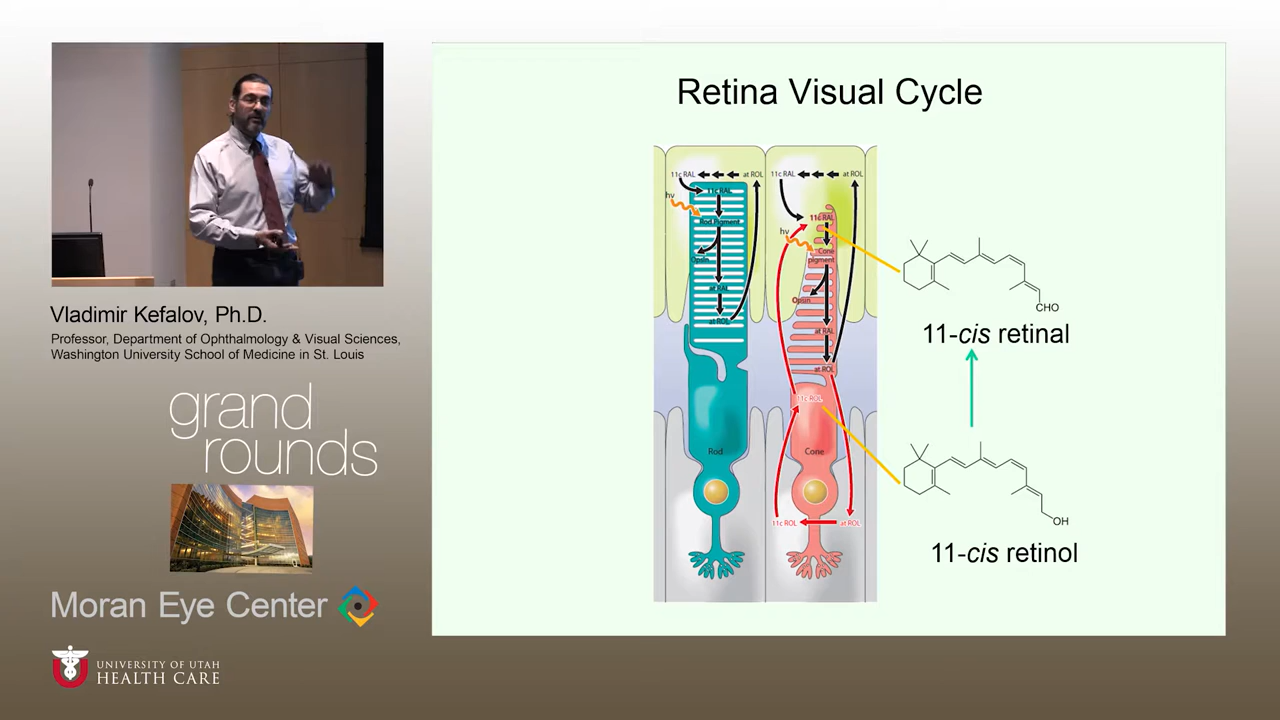 Vladimir Kefalov, Ph.D.
Professor, Department of Ophthalmology & Visual Sciences,
Washington University School of Medicine in St. Louis
grand
rounds
Moran Eye Center
UNIVERSITY OF UTAH
HEALTH CARE
Retina Visual Cycle
11c RAL
at ROL
11c RAL
at ROL
11c RAL
hν
Rod Pigment
Opsin
at RAL
at ROL
Rod
11c RAL
hν
Cone
pigment
Opsin
at RAL
at ROL
11c ROL
Cone
11c ROL
at ROL
CHO
11-cis retinal
OH
11-cis retinol